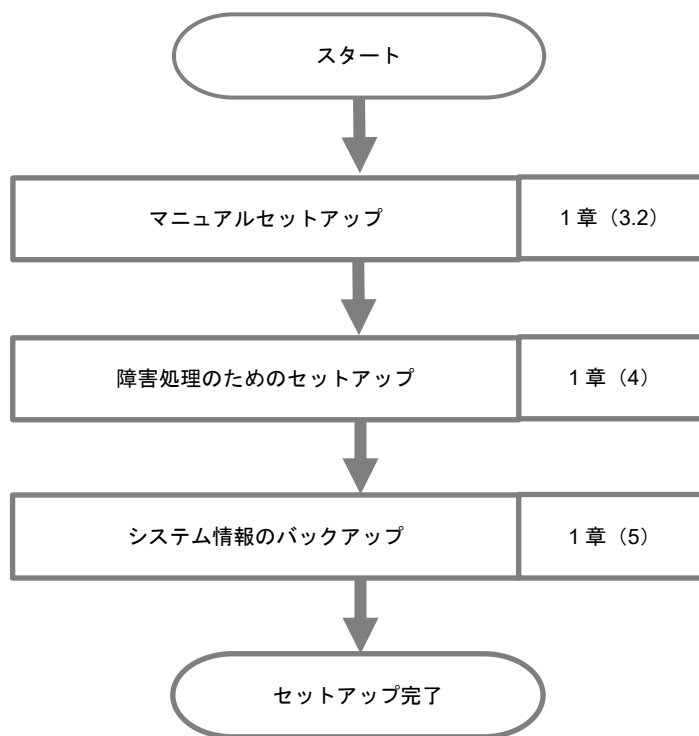 スタート
マニュアルセットアップ
1 章（3.2）
障害処理のためのセットアップ
1 章（4）
システム情報のバックアップ
1 章（5）
セットアップ完了